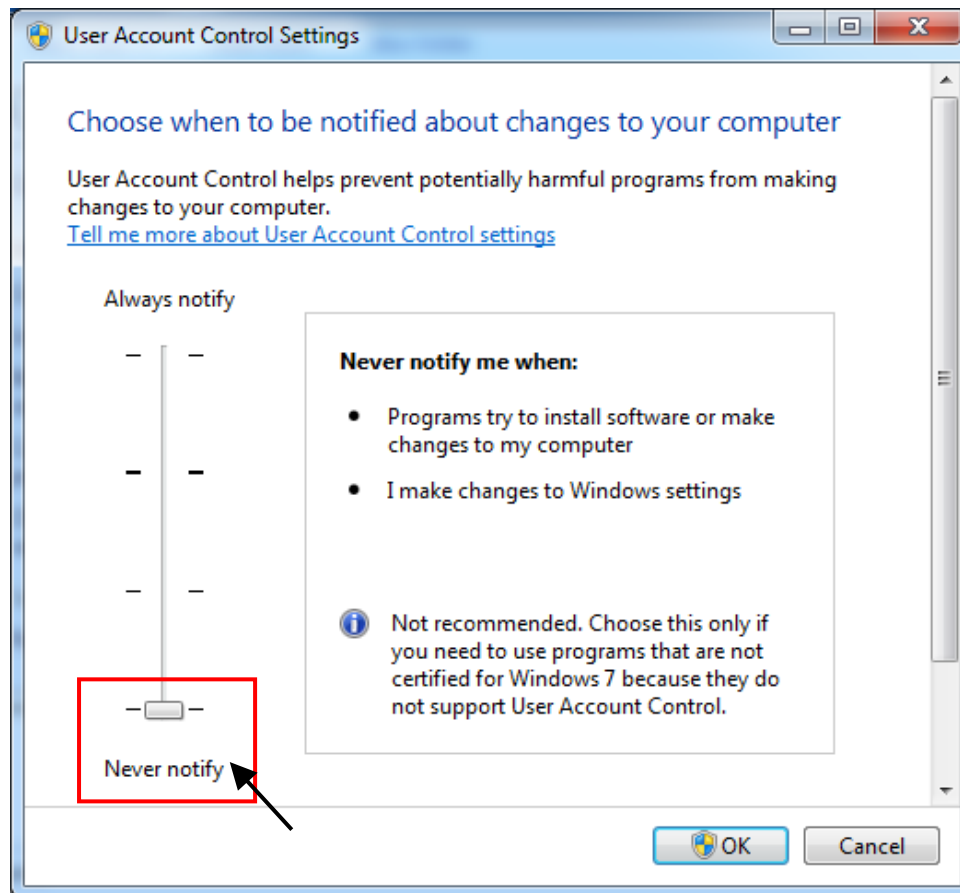 User Account Control Settings
Choose when to be notified about changes to your computer
User Account Control helps prevent potentially harmful programs from making
changes to your computer.
Tell me more about User Account Control settings
Always notify
Never notify me when:
• Programs try to install software or make
changes to my computer
• I make changes to Windows settings
Not recommended. Choose this only if
you need to use programs that are not
certified for Windows 7 because they do
not support User Account Control.
Never notify
OK
Cancel